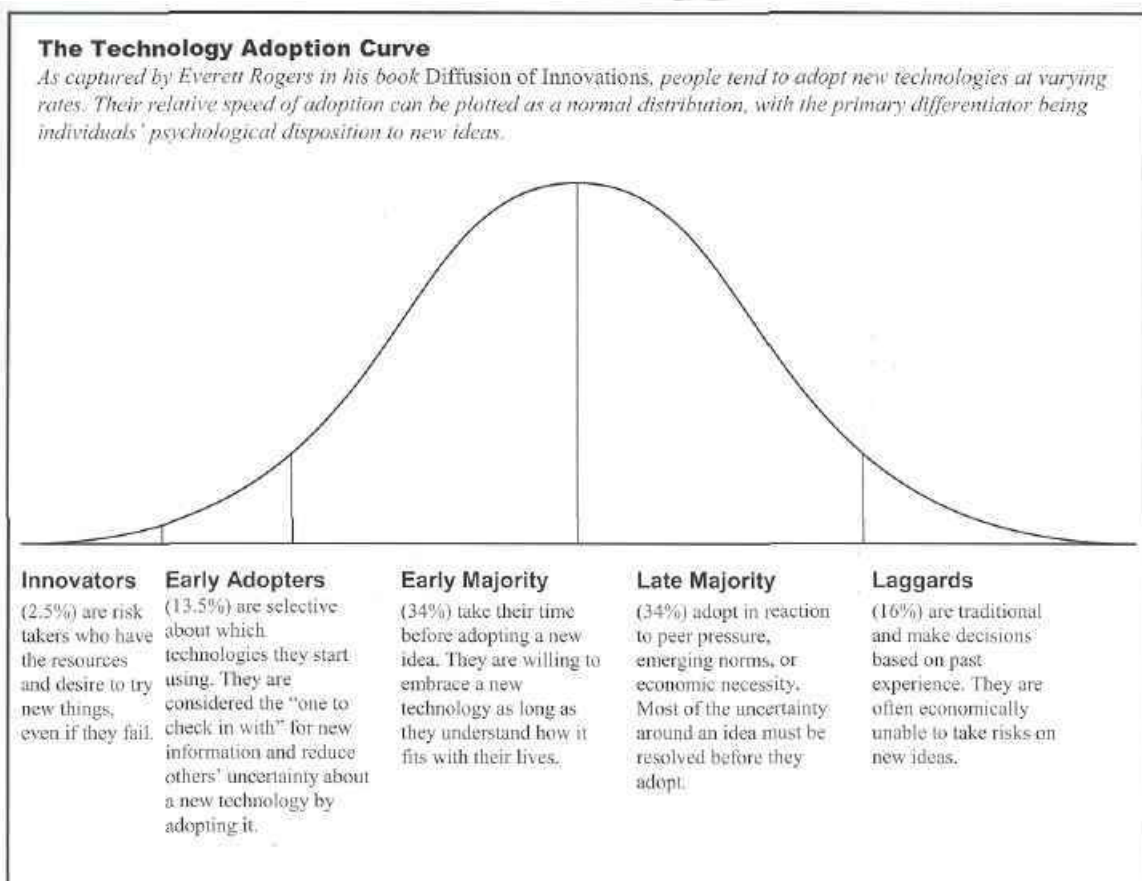 The Technology Adoption Curve
As captured by Everett Rogers in his book Diffusion of Innovations, people tend to adopt new technologies at varying
rates. Their relative speed of adoption can be plotted as a normal distribution, with the primary differentiator being
individuals' psychological disposition to new ideas.
Innovators
(2.5%) are risk
takers who have
the resources
and desire to try
new things,
even if they fail.
Early Adopters
(13.5%) are selective
about which
technologies they start
using. They are
considered the "one to
check in with" for new
information and reduce
others' uncertainty about
a new technology by
adopting it.
Early Majority
(34%) take their time
before adopting a new
idea. They are willing to
embrace a new
technology as long as
they understand how it
fits with their lives.
Late Majority
(34%) adopt in reaction
to peer pressure,
emerging norms, or
economic necessity.
Most of the uncertainty
around an idea must be
resolved before they
adopt.
Laggards
(16%) are traditional
and make decisions
based on past
experience. They are
often economically
unable to take risks on
new ideas.